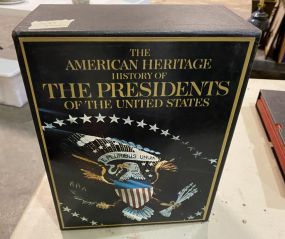 THE
AMERICAN HERITAGE
HISTORY OF
THE PRESIDENTS
OF THE UNITED STATES
E PLURIBUS UNUM